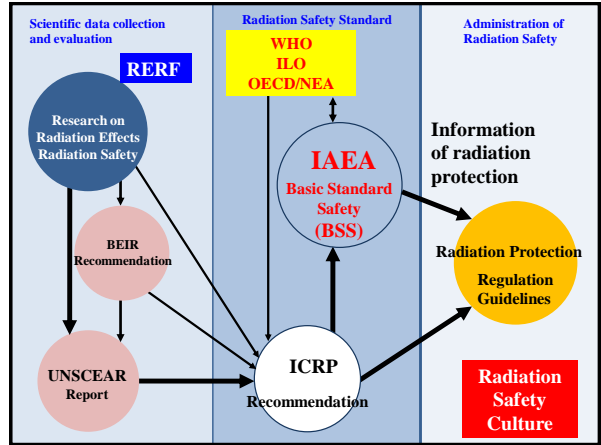 Scientific data collection
and evaluation
RERF
Research on
Radiation Effects
Radiation Safety
BEIR
Recommendation
UNSCEAR
Report
Radiation Safety Standard
WHO
ILO
OECD/NEA
IAEA
Basic Standard
Safety
(BSS)
ICRP
Recommendation
Administration of
Radiation Safety
Information
of radiation
protection
Radiation Protection
Regulation
Guidelines
Radiation
Safety
Culture